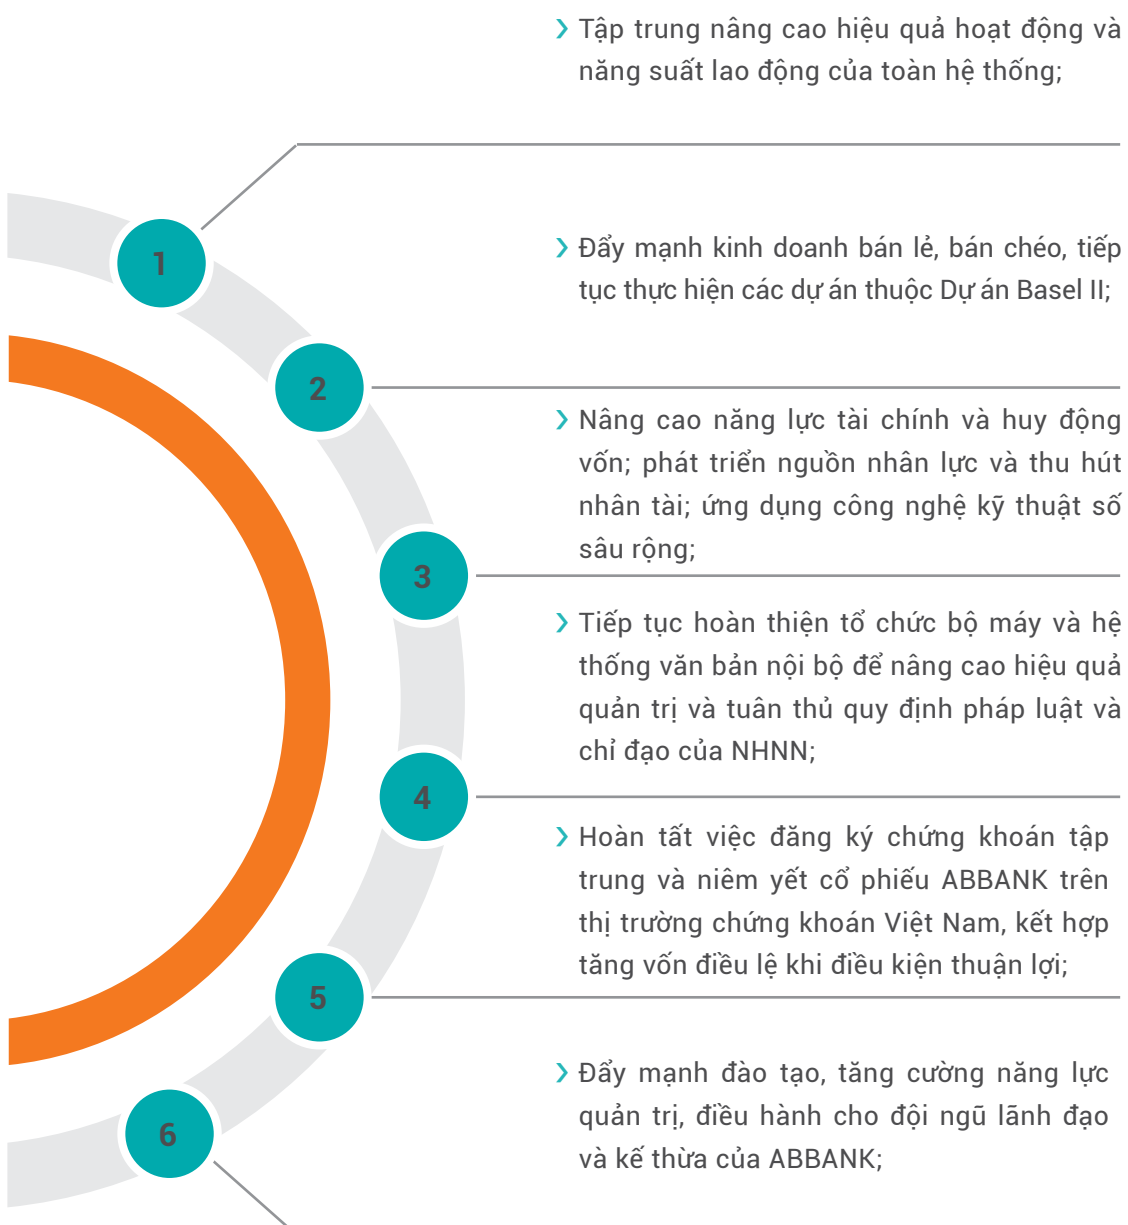 Tập trung nâng cao hiệu quả hoạt động và
năng suất lao động của toàn hệ thống;
1
Đẩy mạnh kinh doanh bán lẻ, bán chéo, tiếp
tục thực hiện các dự án thuộc Dự án Basel II;
2
Nâng cao năng lực tài chính và huy động
vốn; phát triển nguồn nhân lực và thu hút
nhân tài; ứng dụng công nghệ kỹ thuật số
sâu rộng;
3
Tiếp tục hoàn thiện tổ chức bộ máy và hệ
thống văn bản nội bộ để nâng cao hiệu quả
quản trị và tuân thủ quy định pháp luật và
chỉ đạo của NHNN;
4
Hoàn tất việc đăng ký chứng khoán tập
trung và niêm yết cổ phiếu ABBANK trên
thị trường chứng khoán Việt Nam, kết hợp
tăng vốn điều lệ khi điều kiện thuận lợi;
5
Đẩy mạnh đào tạo, tăng cường năng lực
quản trị, điều hành cho đội ngũ lãnh đạo
và kế thừa của ABBANK;
6